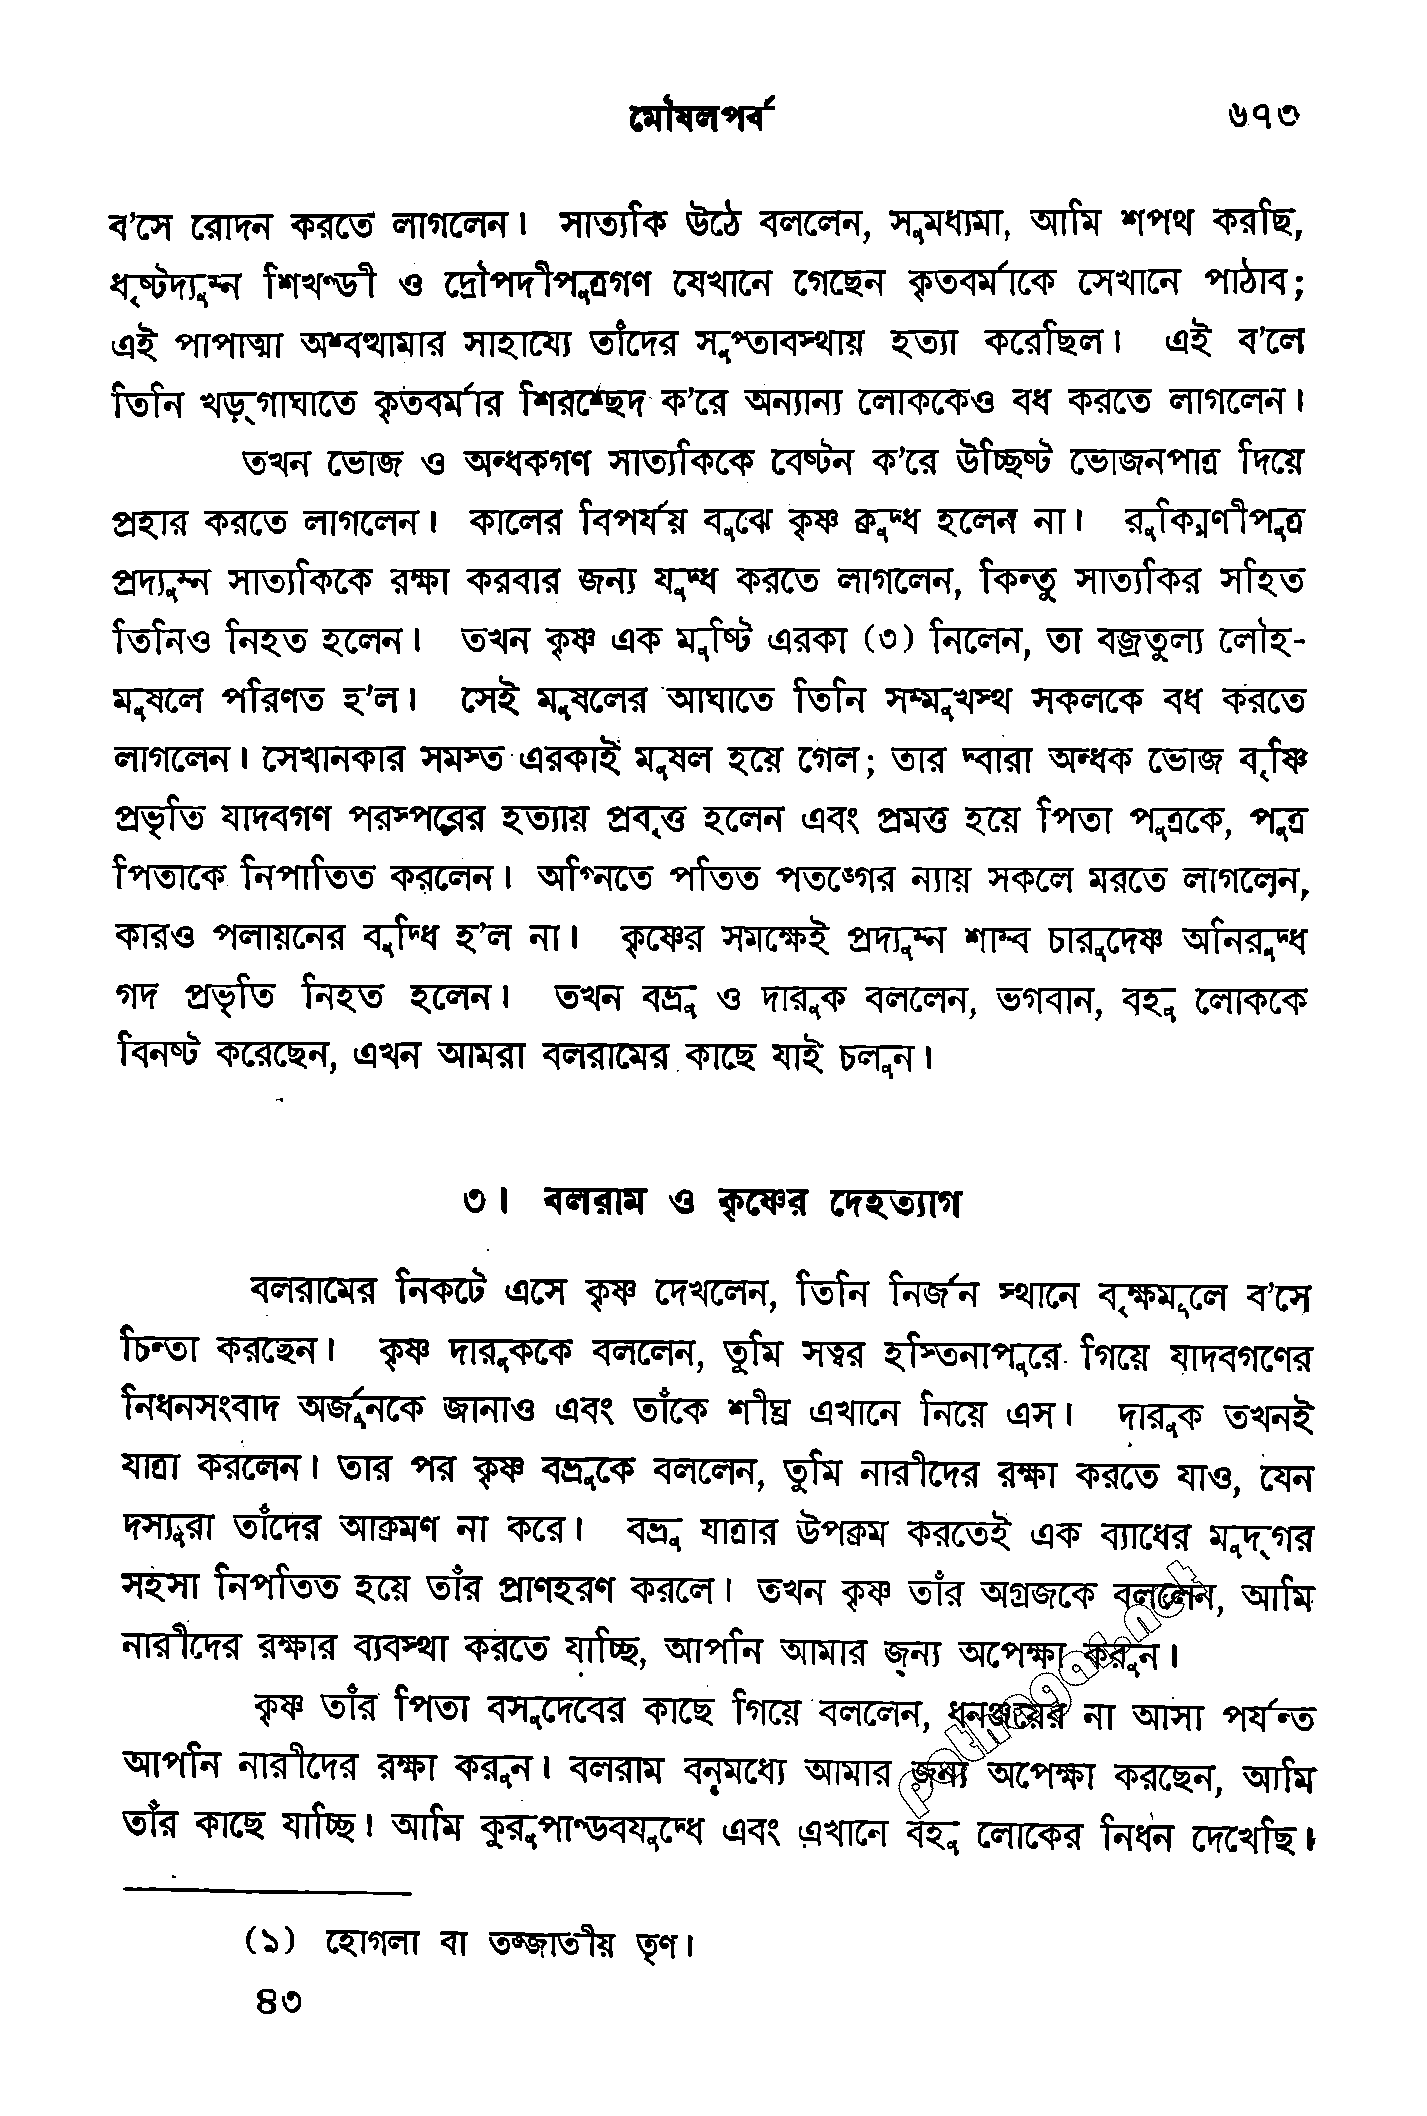 মৌষলপর্ব ৬৭৩
ব'সে রোদন করতে লাগলেন। সাত্যকি উঠে বললেন, সুমধ্যমা, আমি শপথ করছি,
ধৃষ্টদ্যুম্ন শিখণ্ডী ও দ্রৌপদীপুত্রগণ যেখানে গেছেন কৃতবর্মাকে সেখানে পাঠাব;
এই পাপাত্মা অশ্বত্থামার সাহায্যে তাঁদের সুপ্তাবস্থায় হত্যা করেছিল। এই ব'লে
তিনি খড়্‌গাঘাতে কৃতবর্মার শিরশ্ছেদ ক'রে অন্যান্য লোককেও বধ করতে লাগলেন।
তখন ভোজ ও অন্ধকগণ সাত্যকিকে বেষ্টন ক'রে উচ্ছিষ্ট ভোজনপাত্র দিয়ে
প্রহার করতে লাগলেন। কালের বিপর্যয় বুঝে কৃষ্ণ ক্রুদ্ধ হলেন না। রুক্মিণীপুত্র
প্রদ্যুম্ন সাত্যকিকে রক্ষা করবার জন্য যুদ্ধ করতে লাগলেন, কিন্তু সাত্যকির সহিত
তিনিও নিহত হলেন। তখন কৃষ্ণ এক মুষ্টি এরকা (৩) নিলেন, তা বজ্রতুল্য লৌহ-
মুষলে পরিণত হ'ল। সেই মুষলের আঘাতে তিনি সম্মুখস্থ সকলকে বধ করতে
লাগলেন। সেখানকার সমস্ত এরকাই মুষল হয়ে গেল; তার দ্বারা অন্ধক ভোজ বৃষ্ণি
প্রভৃতি যাদবগণ পরস্পরের হত্যায় প্রবৃত্ত হলেন এবং প্রমত্ত হয়ে পিতা পুত্রকে, পুত্র
পিতাকে নিপাতিত করলেন। অগ্নিতে পতিত পতঙ্গের ন্যায় সকলে মরতে লাগলেন,
কারও পলায়নের বুদ্ধি হ'ল না। কৃষ্ণের সমক্ষেই প্রদ্যুম্ন শাম্ব চারুদেষ্ণ অনিরুদ্ধ
গদ প্রভৃতি নিহত হলেন। তখন বভ্রু ও দারুক বললেন, ভগবান, বহু লোককে
বিনষ্ট করেছেন, এখন আমরা বলরামের কাছে যাই চলুন।
৩। বলরাম ও কৃষ্ণের দেহত্যাগ
বলরামের নিকটে এসে কৃষ্ণ দেখলেন, তিনি নির্জন স্থানে বৃক্ষমূলে ব'সে
চিন্তা করছেন। কৃষ্ণ দারুককে বললেন, তুমি সত্বর হস্তিনাপুরে গিয়ে যাদবগণের
নিধনসংবাদ অর্জুনকে জানাও এবং তাঁকে শীঘ্র এখানে নিয়ে এস। দারুক তখনই
যাত্রা করলেন। তার পর কৃষ্ণ বভ্রুকে বললেন, তুমি নারীদের রক্ষা করতে যাও, যেন
দস্যুরা তাঁদের আক্রমণ না করে। বভ্রু যাত্রার উপক্রম করতেই এক ব্যাধের মুদ্‌গর
সহসা নিপতিত হয়ে তাঁর প্রাণহরণ করলে। তখন কৃষ্ণ তাঁর অগ্রজকে বললেন, আমি
নারীদের রক্ষার ব্যবস্থা করতে যাচ্ছি, আপনি আমার জন্য অপেক্ষা করুন।
কৃষ্ণ তাঁর পিতা বসুদেবের কাছে গিয়ে বললেন, ধনঞ্জয়ের না আসা পর্যন্ত
আপনি নারীদের রক্ষা করুন। বলরাম বনমধ্যে আমার জন্য অপেক্ষা করছেন, আমি
তাঁর কাছে যাচ্ছি। আমি কুরুপাণ্ডবযুদ্ধে এবং এখানে বহু লোকের নিধন দেখেছি।
(১) হোগলা বা তজ্জাতীয় তৃণ।
৪৩
pathagar.net